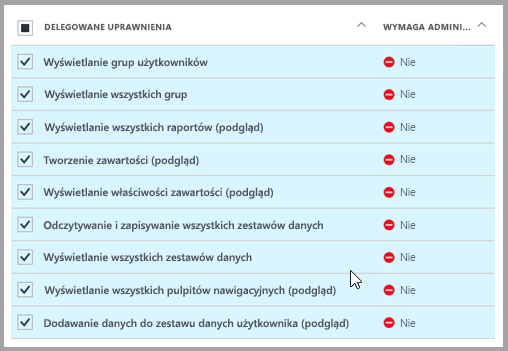 DELEGOWANE UPRAWNIENIA WYMAGA ADMINI...
Wyświetlanie grup użytkowników Nie
Wyświetlanie wszystkich grup Nie
Wyświetlanie wszystkich raportów (podgląd) Nie
Tworzenie zawartości (podgląd) Nie
Wyświetlanie właściwości zawartości (podgląd) Nie
Odczytywanie i zapisywanie wszystkich zestawów danych Nie
Wyświetlanie wszystkich zestawów danych Nie
Wyświetlanie wszystkich pulpitów nawigacyjnych (podgląd) Nie
Dodawanie danych do zestawu danych użytkownika (podgląd) Nie